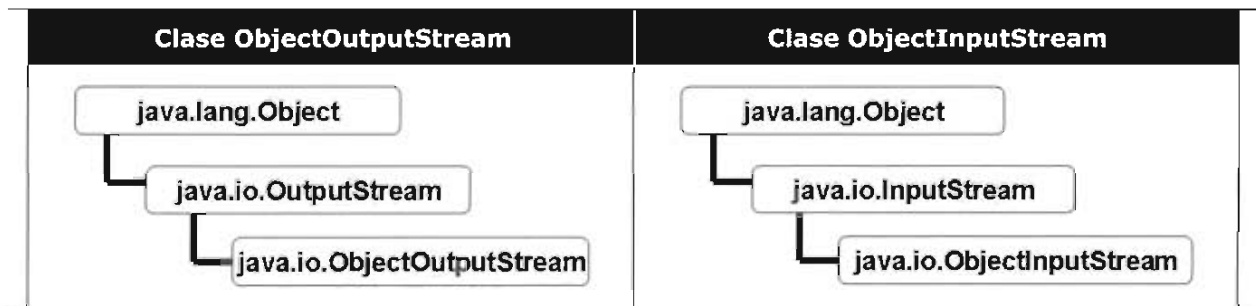 Clase ObjectOutputStream
java.lang.Object
java.io.OutputStream
java.io.ObjectOutputStream
Clase ObjectInputStream
java.lang.Object
java.io.InputStream
java.io.ObjectInputStream